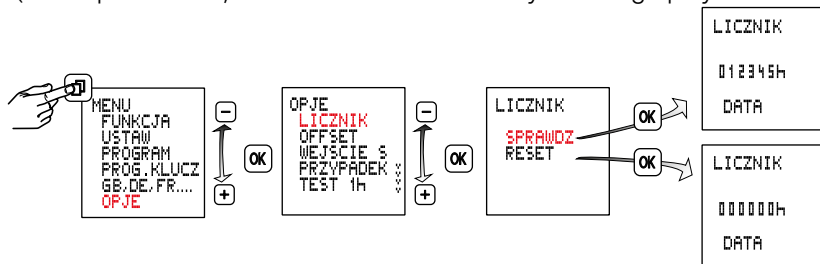 MENU
FUNKCJA
USTAW
PROGRAM
PROG.KLUCZ
GB,DE,FR....
OPJE
−
OK
+
OPJE
LICZNIK
OFFSET
WEJSCIE S
PRZYPADEK
TEST 1h
−
OK
+
LICZNIK
SPRAWDZ
RESET
OK
OK
LICZNIK
012345h
DATA
LICZNIK
000000h
DATA